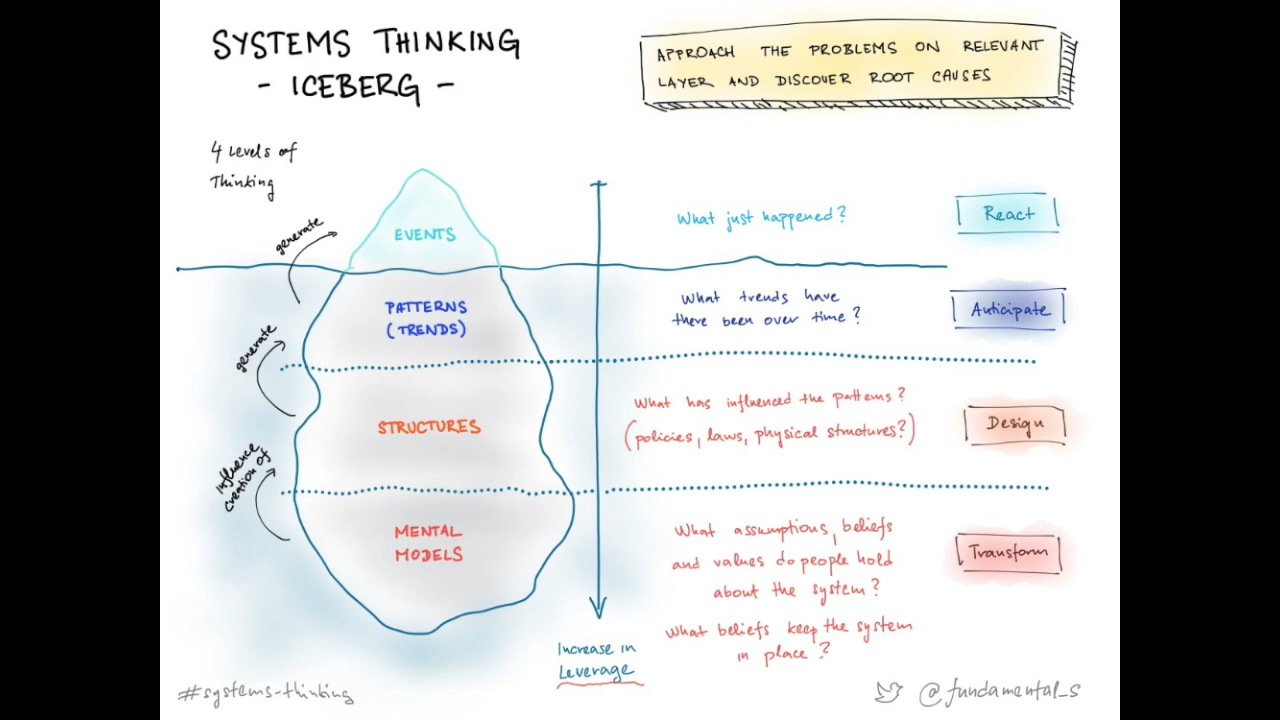 SYSTEMS THINKING
- ICEBERG -
APPROACH THE PROBLEMS ON RELEVANT
LAYER AND DISCOVER ROOT CAUSES
4 Levels of
Thinking
generate
EVENTS
What just happened?
React
generate
PATTERNS
(TRENDS)
What trends have
there been over time?
Anticipate
influence
creation of
STRUCTURES
What has influenced the patterns?
(policies, laws, physical structures?)
Design
MENTAL
MODELS
What assumptions, beliefs
and values do people hold
about the system?
What beliefs keep the system
in place?
Transform
Increase in
Leverage
#systems-thinking
@fundamental_s